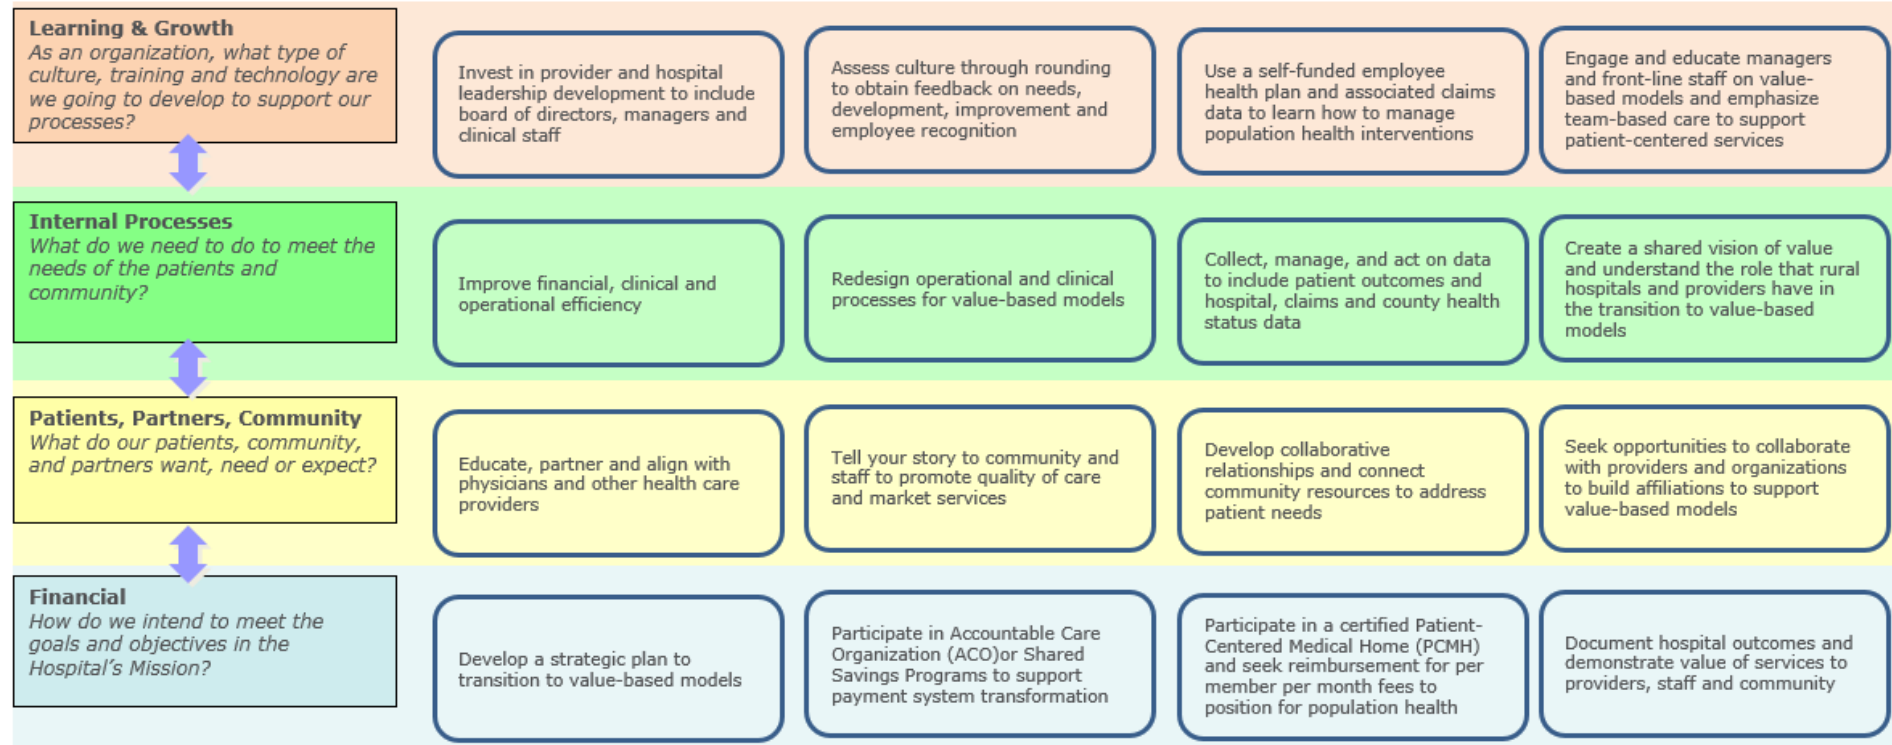 Learning & Growth
As an organization, what type of
culture, training and technology are
we going to develop to support our
processes?
Invest in provider and hospital
leadership development to include
board of directors, managers and
clinical staff
Assess culture through rounding
to obtain feedback on needs,
development, improvement and
employee recognition
Use a self-funded employee
health plan and associated claims
data to learn how to manage
population health interventions
Engage and educate managers
and front-line staff on value-
based models and emphasize
team-based care to support
patient-centered services
Internal Processes
What do we need to do to meet the
needs of the patients and
community?
Improve financial, clinical and
operational efficiency
Redesign operational and clinical
processes for value-based models
Collect, manage, and act on data
to include patient outcomes and
hospital, claims and county health
status data
Create a shared vision of value
and understand the role that rural
hospitals and providers have in
the transition to value-based
models
Patients, Partners, Community
What do our patients, community,
and partners want, need or expect?
Educate, partner and align with
physicians and other health care
providers
Tell your story to community and
staff to promote quality of care
and market services
Develop collaborative
relationships and connect
community resources to address
patient needs
Seek opportunities to collaborate
with providers and organizations
to build affiliations to support
value-based models
Financial
How do we intend to meet the
goals and objectives in the
Hospital's Mission?
Develop a strategic plan to
transition to value-based models
Participate in Accountable Care
Organization (ACO)or Shared
Savings Programs to support
payment system transformation
Participate in a certified Patient-
Centered Medical Home (PCMH)
and seek reimbursement for per
member per month fees to
position for population health
Document hospital outcomes and
demonstrate value of services to
providers, staff and community